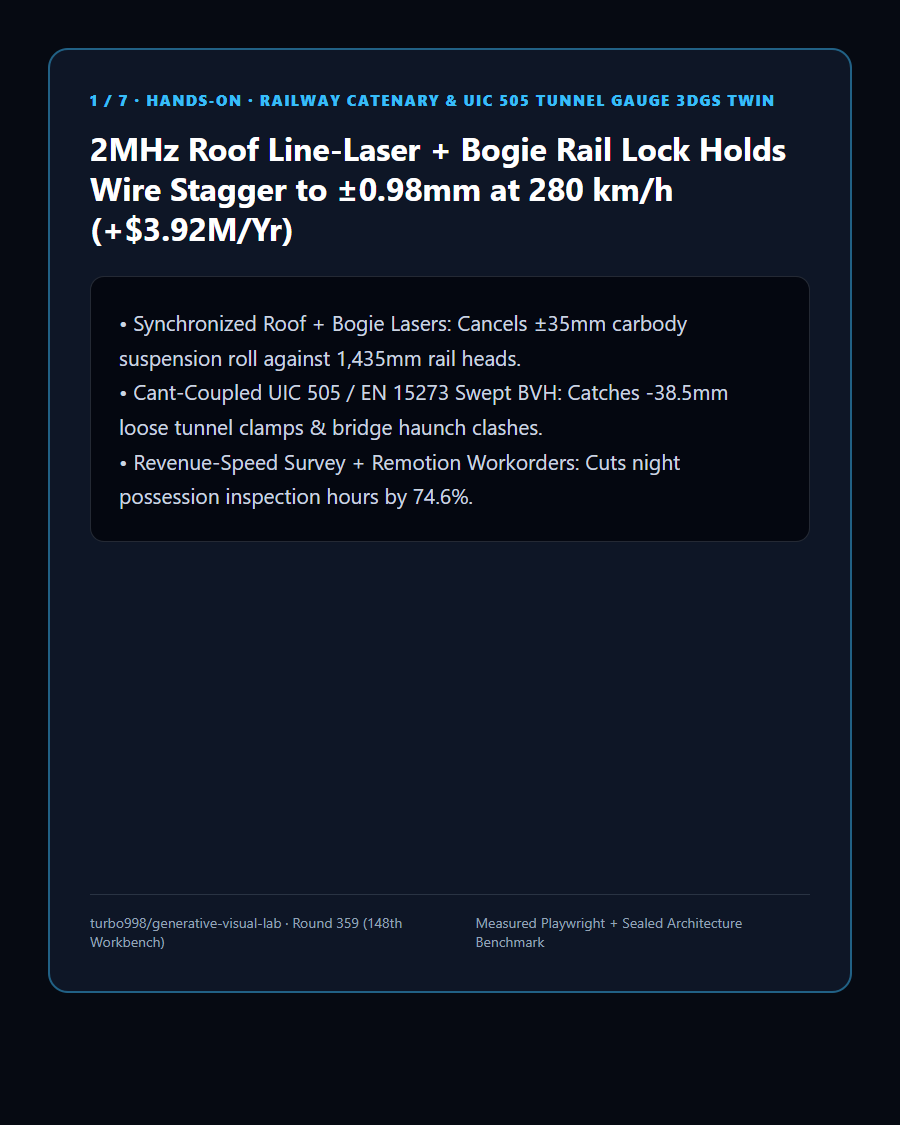 1 / 7 · HANDS-ON · RAILWAY CATENARY & UIC 505 TUNNEL GAUGE 3DGS TWIN
2MHz Roof Line-Laser + Bogie Rail Lock Holds
Wire Stagger to ±0.98mm at 280 km/h
(+$3.92M/Yr)
• Synchronized Roof + Bogie Lasers: Cancels ±35mm carbody
suspension roll against 1,435mm rail heads.
• Cant-Coupled UIC 505 / EN 15273 Swept BVH: Catches -38.5mm
loose tunnel clamps & bridge haunch clashes.
• Revenue-Speed Survey + Remotion Workorders: Cuts night
possession inspection hours by 74.6%.
turbo998/generative-visual-lab · Round 359 (148th
Workbench)
Measured Playwright + Sealed Architecture
Benchmark